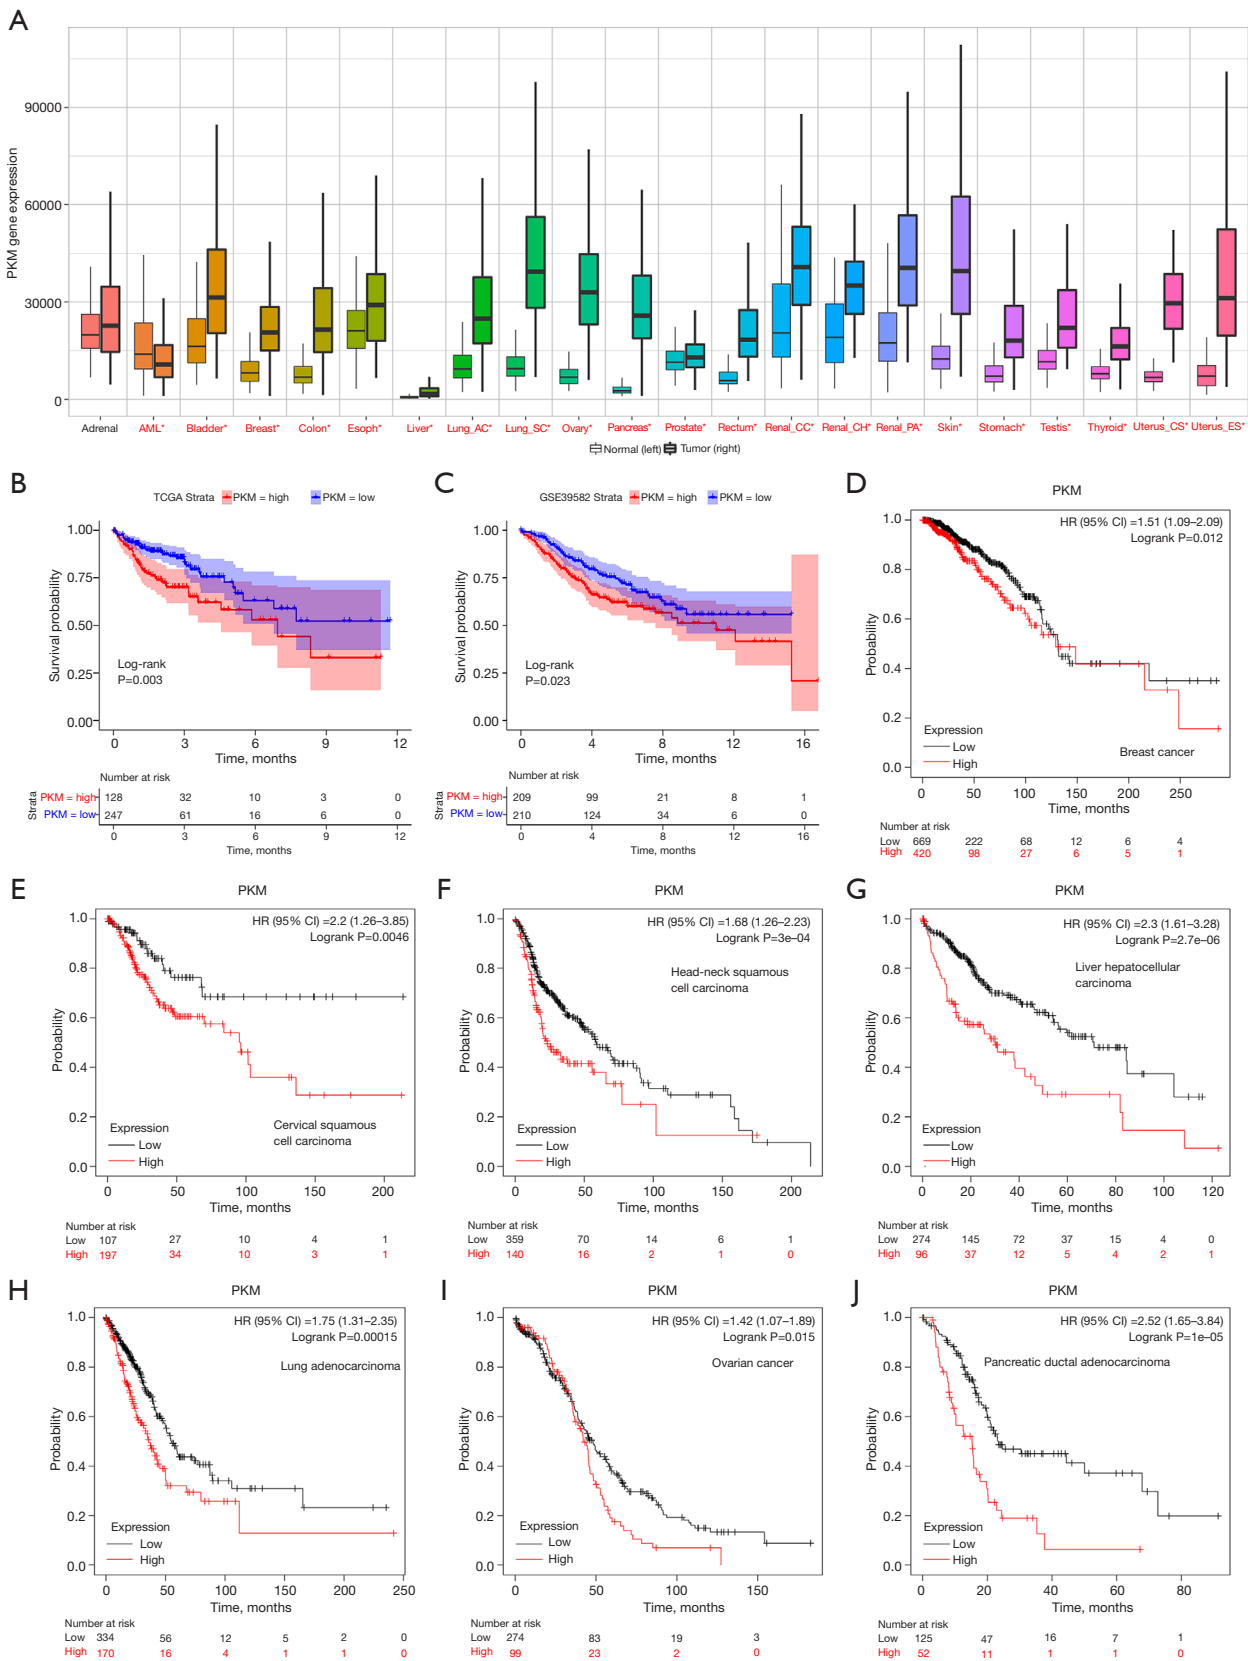 A
PKM gene expression
90000
60000
30000
0
Adrenal AML* Bladder* Breast* Colon* Esoph* Liver* Lung_AC* Lung_SC* Ovary* Pancreas* Prostate* Rectum* Renal_CC* Renal_CH* Renal_PA* Skin* Stomach* Testis* Thyroid* Uterus_CS* Uterus_ES*
Normal (left) Tumor (right)
B
TCGA Strata PKM = high PKM = low
Survival probability
1.00
0.75
0.50
0.25
0.00
Log-rank
P=0.003
0 3 6 9 12
Time, months
Number at risk
Strata
PKM = high 128 32 10 3 0
PKM = low 247 61 16 6 0
0 3 6 9 12
Time, months
C
GSE39582 Strata PKM = high PKM = low
Survival probability
1.00
0.75
0.50
0.25
0.00
Log-rank
P=0.023
0 4 8 12 16
Time, months
Number at risk
Strata
PKM = high 209 99 21 8 1
PKM = low 210 124 34 6 0
0 4 8 12 16
Time, months
D
PKM
HR (95% CI) =1.51 (1.09–2.09)
Logrank P=0.012
Probability
1.0
0.8
0.6
0.4
0.2
0.0
Expression
Low
High
Breast cancer
0 50 100 150 200 250
Time, months
Number at risk
Low 669 222 68 12 6 4
High 420 98 27 6 5 1
E
PKM
HR (95% CI) =2.2 (1.26–3.85)
Logrank P=0.0046
Probability
1.0
0.8
0.6
0.4
0.2
0.0
Expression
Low
High
Cervical squamous
cell carcinoma
0 50 100 150 200
Time, months
Number at risk
Low 107 27 10 4 1
High 197 34 10 3 1
F
PKM
HR (95% CI) =1.68 (1.26–2.23)
Logrank P=3e–04
Head-neck squamous
cell carcinoma
Probability
1.0
0.8
0.6
0.4
0.2
0.0
Expression
Low
High
0 50 100 150 200
Time, months
Number at risk
Low 359 70 14 6 1
High 140 16 2 1 0
G
PKM
HR (95% CI) =2.3 (1.61–3.28)
Logrank P=2.7e–06
Liver hepatocellular
carcinoma
Probability
1.0
0.8
0.6
0.4
0.2
0.0
Expression
Low
High
0 20 40 60 80 100 120
Time, months
Number at risk
Low 274 145 72 37 15 4 0
High 96 37 12 5 4 2 1
H
PKM
HR (95% CI) =1.75 (1.31–2.35)
Logrank P=0.00015
Lung adenocarcinoma
Probability
1.0
0.8
0.6
0.4
0.2
0.0
Expression
Low
High
0 50 100 150 200 250
Time, months
Number at risk
Low 334 56 12 5 2 0
High 170 16 4 1 1 0
I
PKM
HR (95% CI) =1.42 (1.07–1.89)
Logrank P=0.015
Ovarian cancer
Probability
1.0
0.8
0.6
0.4
0.2
0.0
Expression
Low
High
0 50 100 150
Time, months
Number at risk
Low 274 83 19 3
High 99 23 2 0
J
PKM
HR (95% CI) =2.52 (1.65–3.84)
Logrank P=1e–05
Pancreatic ductal adenocarcinoma
Probability
1.0
0.8
0.6
0.4
0.2
0.0
Expression
Low
High
0 20 40 60 80
Time, months
Number at risk
Low 125 47 16 7 1
High 52 11 1 1 0